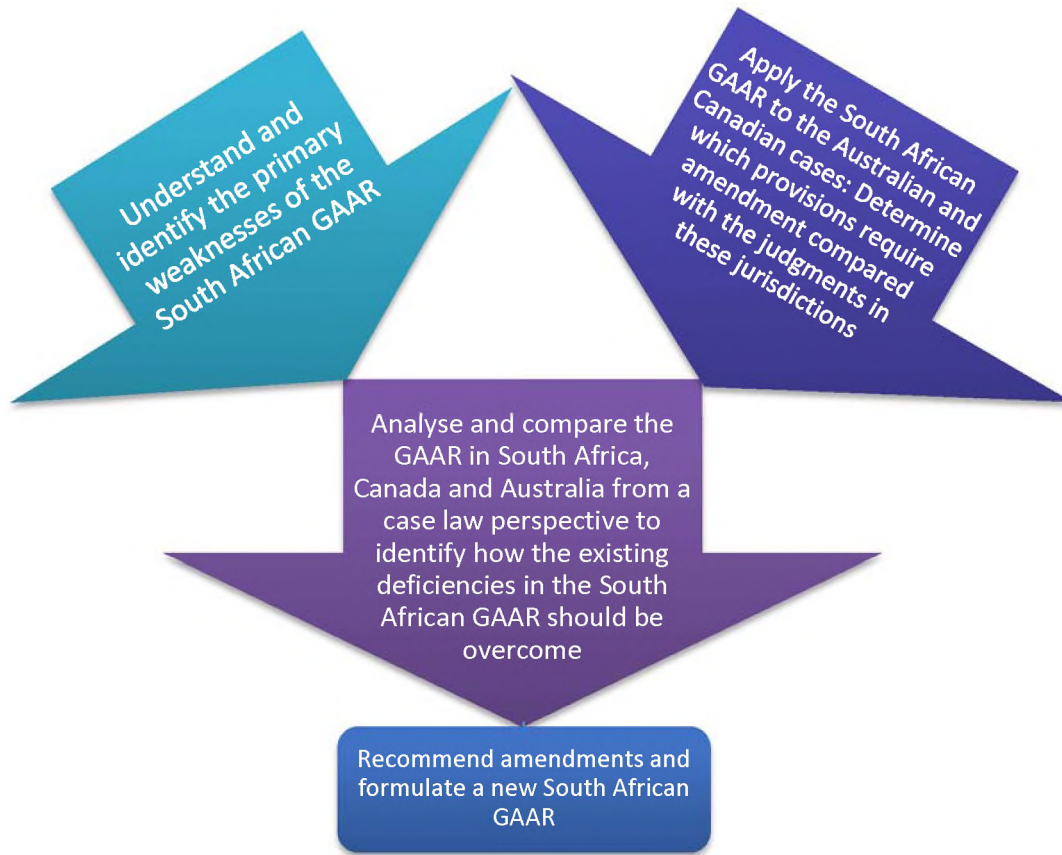 Understand and
identify the primary
weaknesses of the
South African GAAR
Apply the South African
GAAR to the Australian and
Canadian cases: Determine
which provisions require
amendment compared
with the judgments in
these jurisdictions
Analyse and compare the
GAAR in South Africa,
Canada and Australia from a
case law perspective to
identify how the existing
deficiencies in the South
African GAAR should be
overcome
Recommend amendments and
formulate a new South African
GAAR